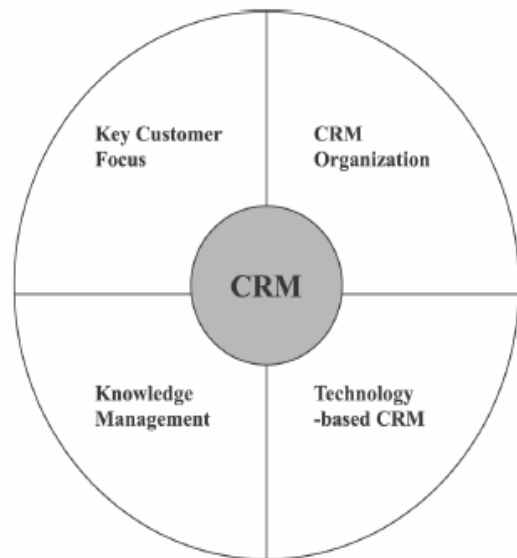 Key Customer
Focus
CRM
Organization
CRM
Knowledge
Management
Technology
-based CRM